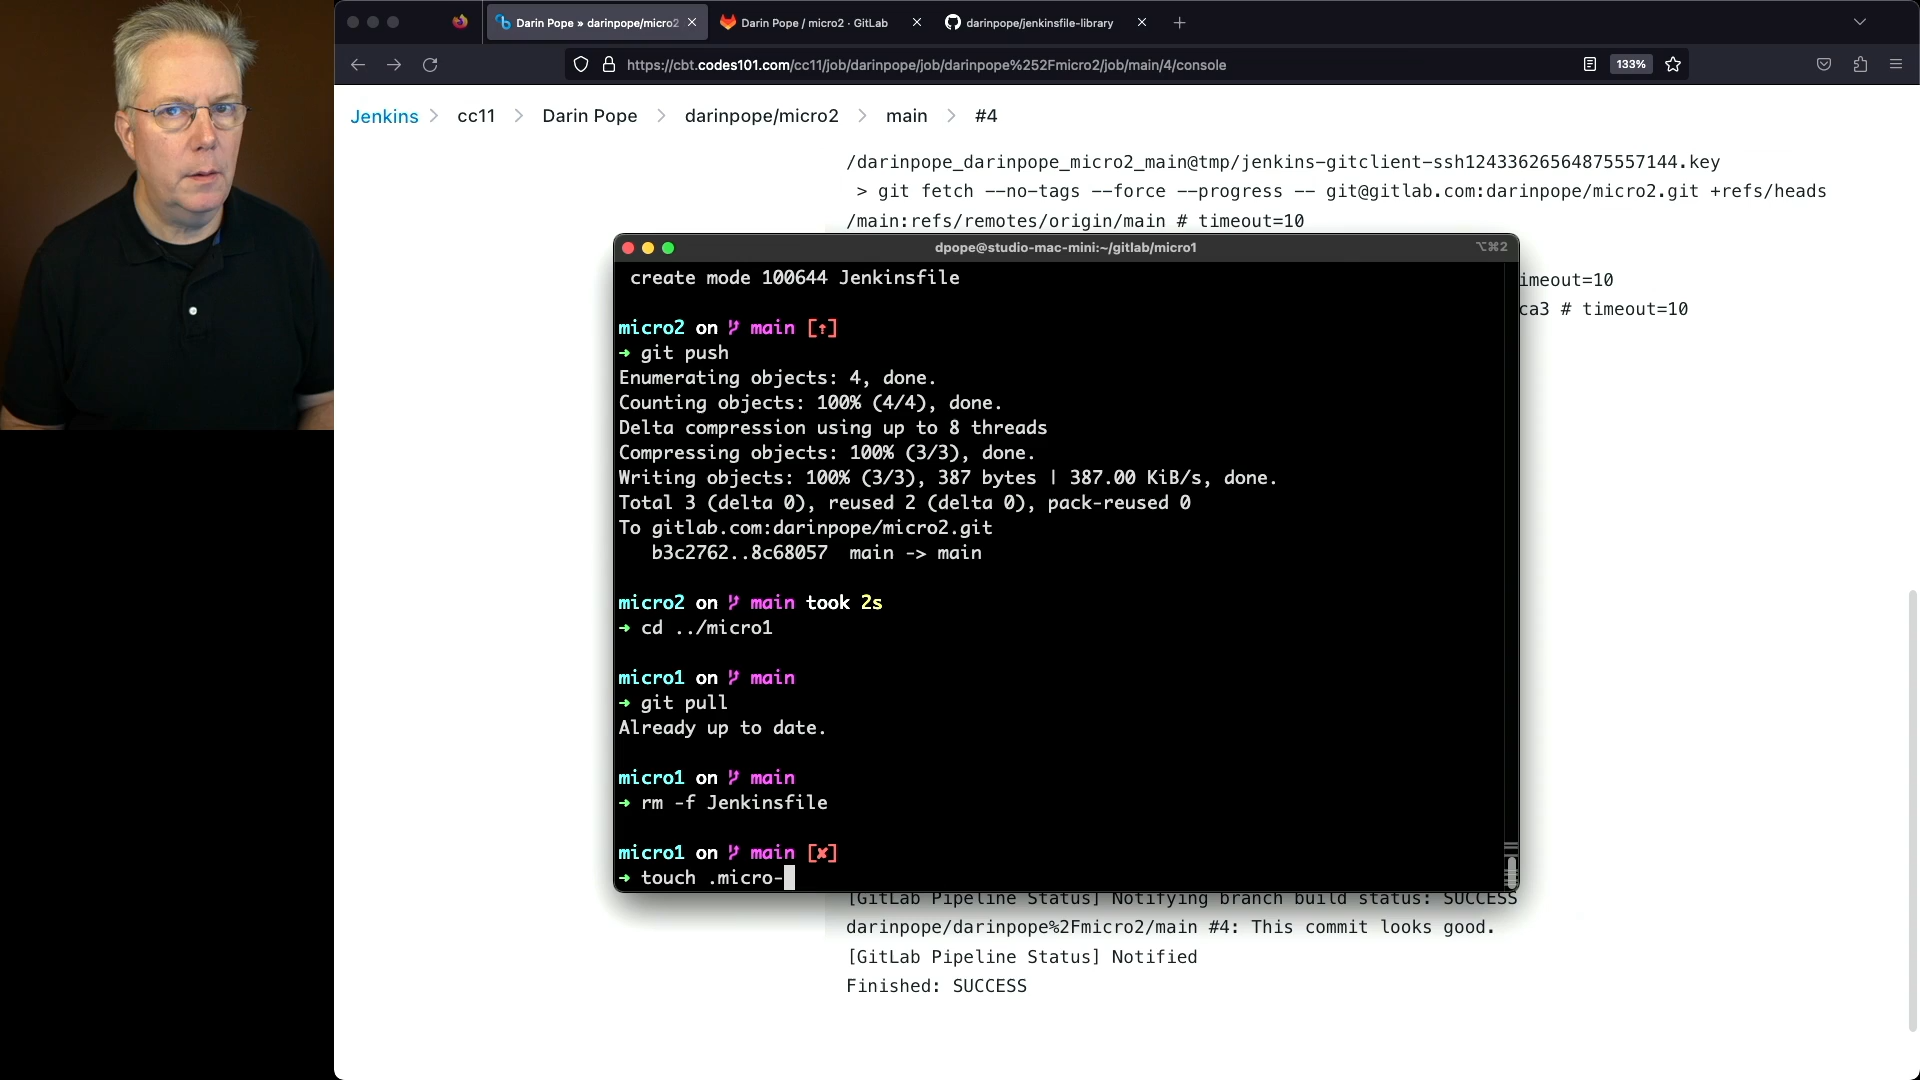 Darin Pope » darinpope/micro2
Darin Pope / micro2 · GitLab
darinpope/jenkinsfile-library
https://cbt.codes101.com/cc11/job/darinpope/job/darinpope%252Fmicro2/job/main/4/console
133%
Jenkins cc11 Darin Pope darinpope/micro2 main #4
/darinpope_darinpope_micro2_main@tmp/jenkins-gitclient-ssh12433626564875557144.key
> git fetch --no-tags --force --progress -- git@gitlab.com:darinpope/micro2.git +refs/heads
/main:refs/remotes/origin/main # timeout=10
imeout=10
ca3 # timeout=10
dpope@studio-mac-mini:~/gitlab/micro1
⌥⌘2
create mode 100644 Jenkinsfile
micro2 on main [↑]
➜ git push
Enumerating objects: 4, done.
Counting objects: 100% (4/4), done.
Delta compression using up to 8 threads
Compressing objects: 100% (3/3), done.
Writing objects: 100% (3/3), 387 bytes | 387.00 KiB/s, done.
Total 3 (delta 0), reused 2 (delta 0), pack-reused 0
To gitlab.com:darinpope/micro2.git
b3c2762..8c68057 main -> main
micro2 on main took 2s
➜ cd ../micro1
micro1 on main
➜ git pull
Already up to date.
micro1 on main
➜ rm -f Jenkinsfile
micro1 on main [✘]
➜ touch .micro-
[GitLab Pipeline Status] Notifying branch build status: SUCCESS
darinpope/darinpope%2Fmicro2/main #4: This commit looks good.
[GitLab Pipeline Status] Notified
Finished: SUCCESS